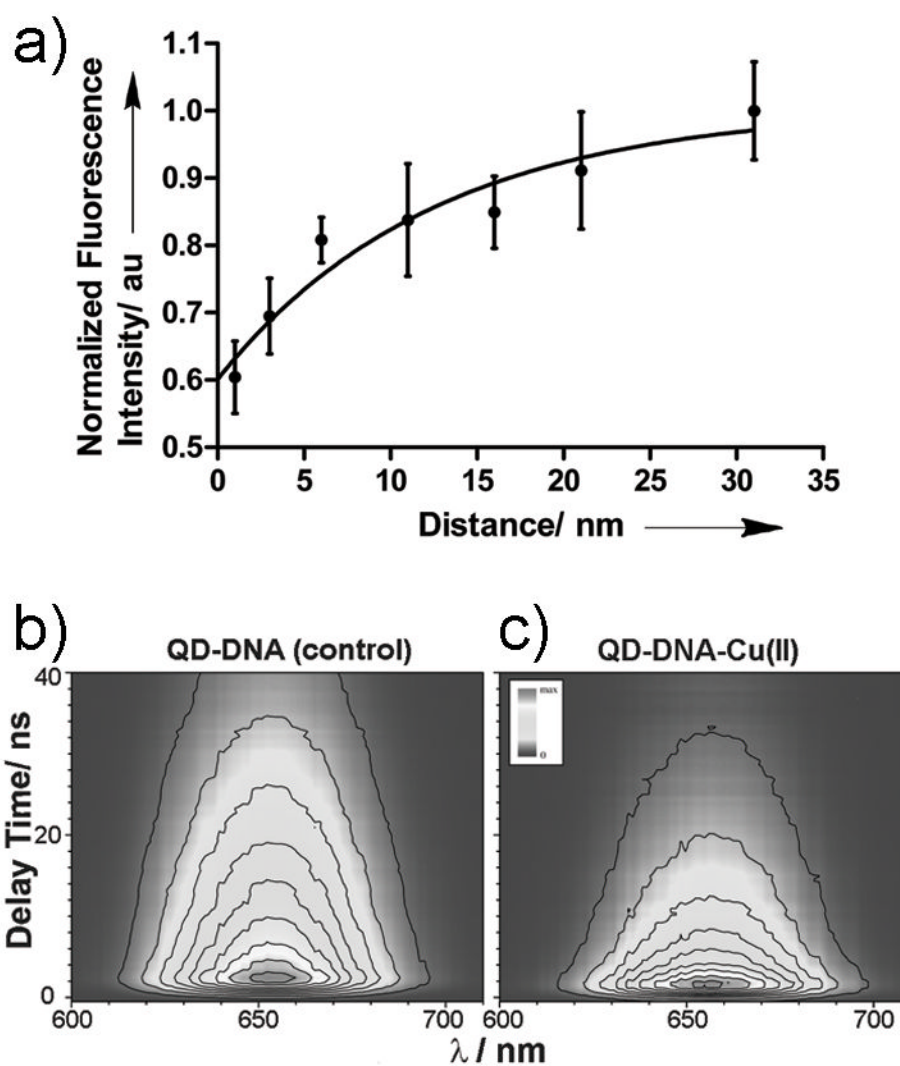 a)
Normalized Fluorescence
Intensity/ au
1.1
1.0
0.9
0.8
0.7
0.6
0.5
0 5 10 15 20 25 30 35
Distance/ nm
b)
QD-DNA (control)
c)
QD-DNA-Cu(II)
Delay Time/ ns
40
20
0
max
0
600 650 700 600 650 700
λ / nm